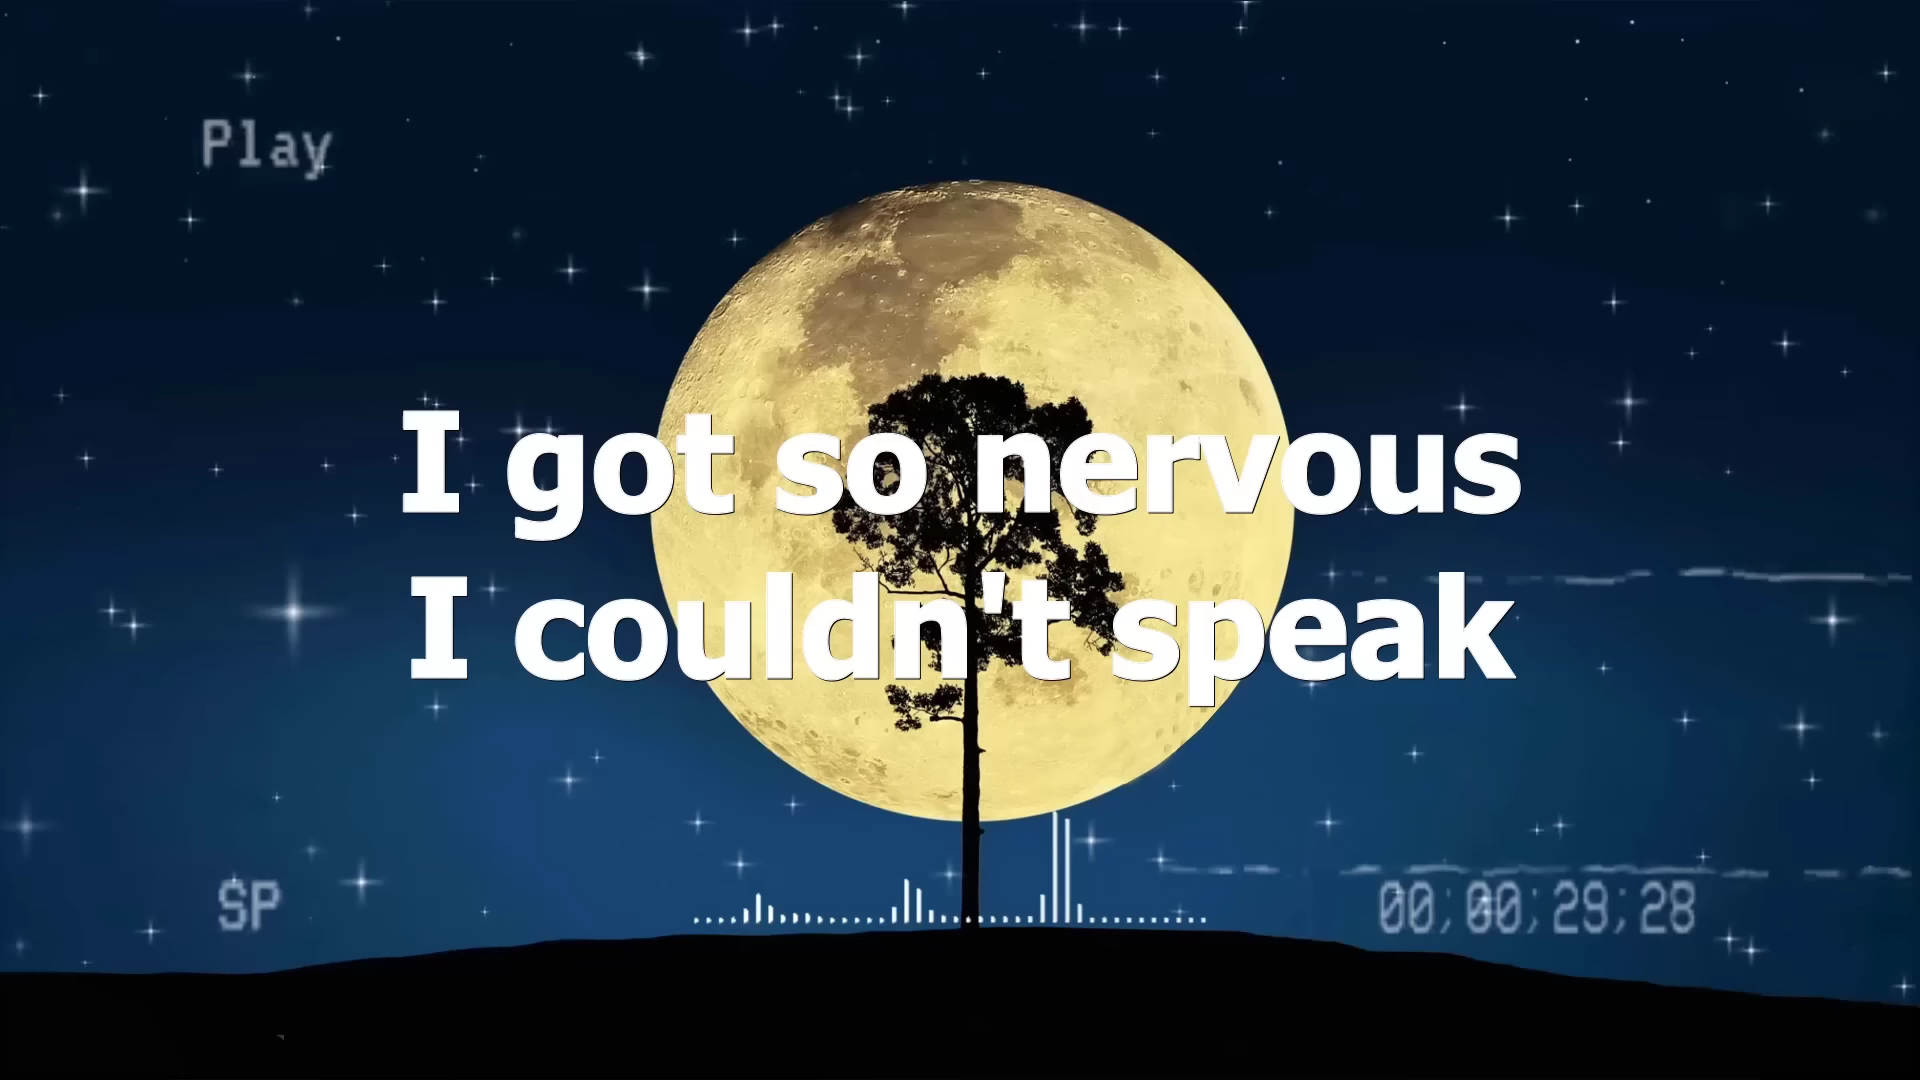 Play
I got so nervous
I couldn't speak
SP
00;00;29;28